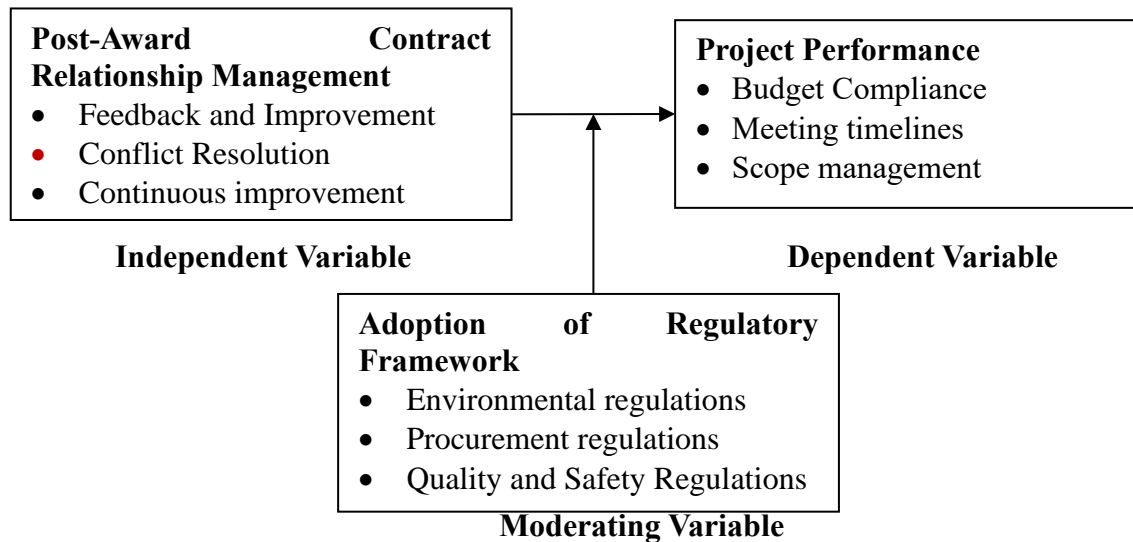 Post-Award Contract
Relationship Management
• Feedback and Improvement
• Conflict Resolution
• Continuous improvement
Independent Variable
Project Performance
• Budget Compliance
• Meeting timelines
• Scope management
Dependent Variable
Adoption of Regulatory
Framework
• Environmental regulations
• Procurement regulations
• Quality and Safety Regulations
Moderating Variable